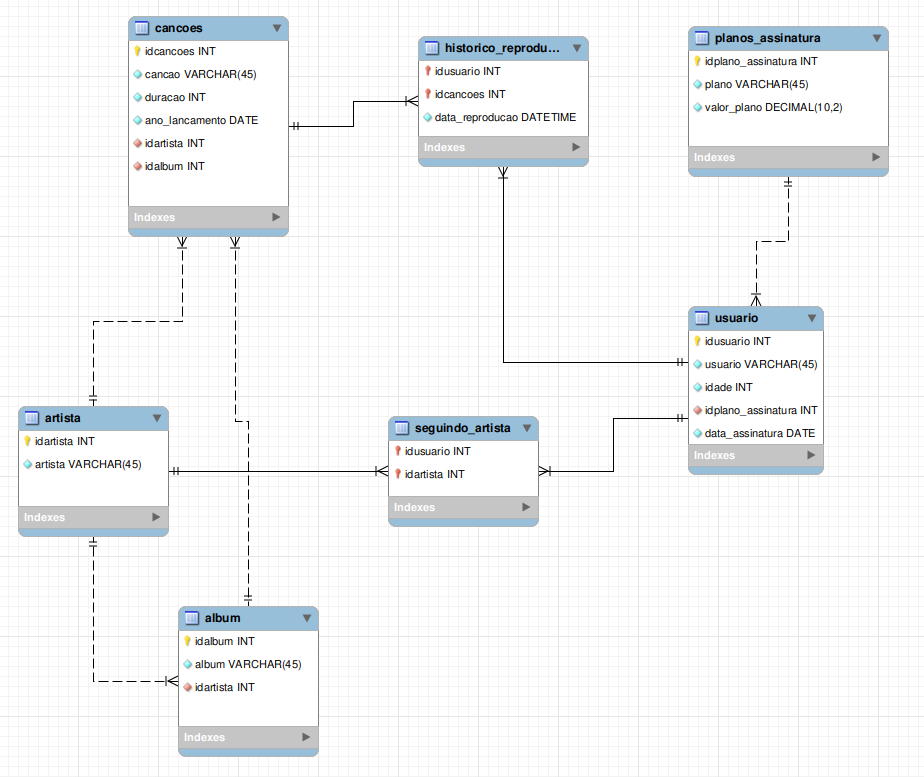 cancoes
idcancoes INT
cancao VARCHAR(45)
duracao INT
ano_lancamento DATE
idartista INT
idalbum INT
Indexes
historico_reprodu...
idusuario INT
idcancoes INT
data_reproducao DATETIME
Indexes
planos_assinatura
idplano_assinatura INT
plano VARCHAR(45)
valor_plano DECIMAL(10,2)
Indexes
usuario
idusuario INT
usuario VARCHAR(45)
idade INT
idplano_assinatura INT
data_assinatura DATE
Indexes
artista
idartista INT
artista VARCHAR(45)
Indexes
seguindo_artista
idusuario INT
idartista INT
Indexes
album
idalbum INT
album VARCHAR(45)
idartista INT
Indexes